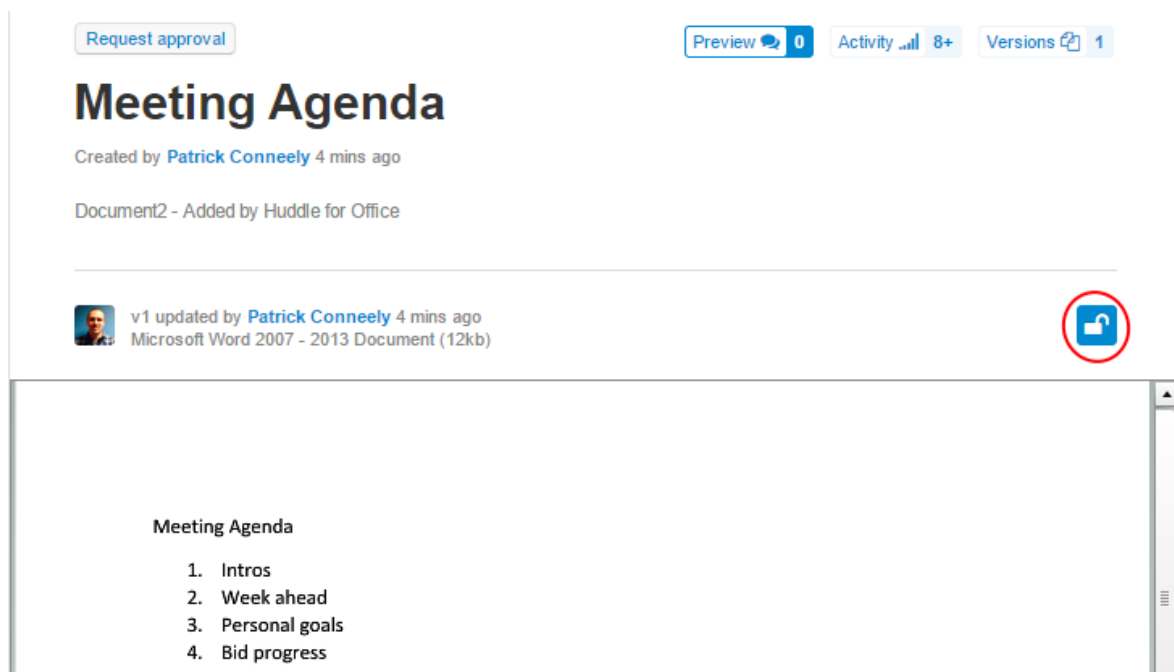 Request approval
Preview 0 Activity 8+ Versions 1
Meeting Agenda
Created by Patrick Conneely 4 mins ago
Document2 - Added by Huddle for Office
v1 updated by Patrick Conneely 4 mins ago
Microsoft Word 2007 - 2013 Document (12kb)
Meeting Agenda
1. Intros
2. Week ahead
3. Personal goals
4. Bid progress